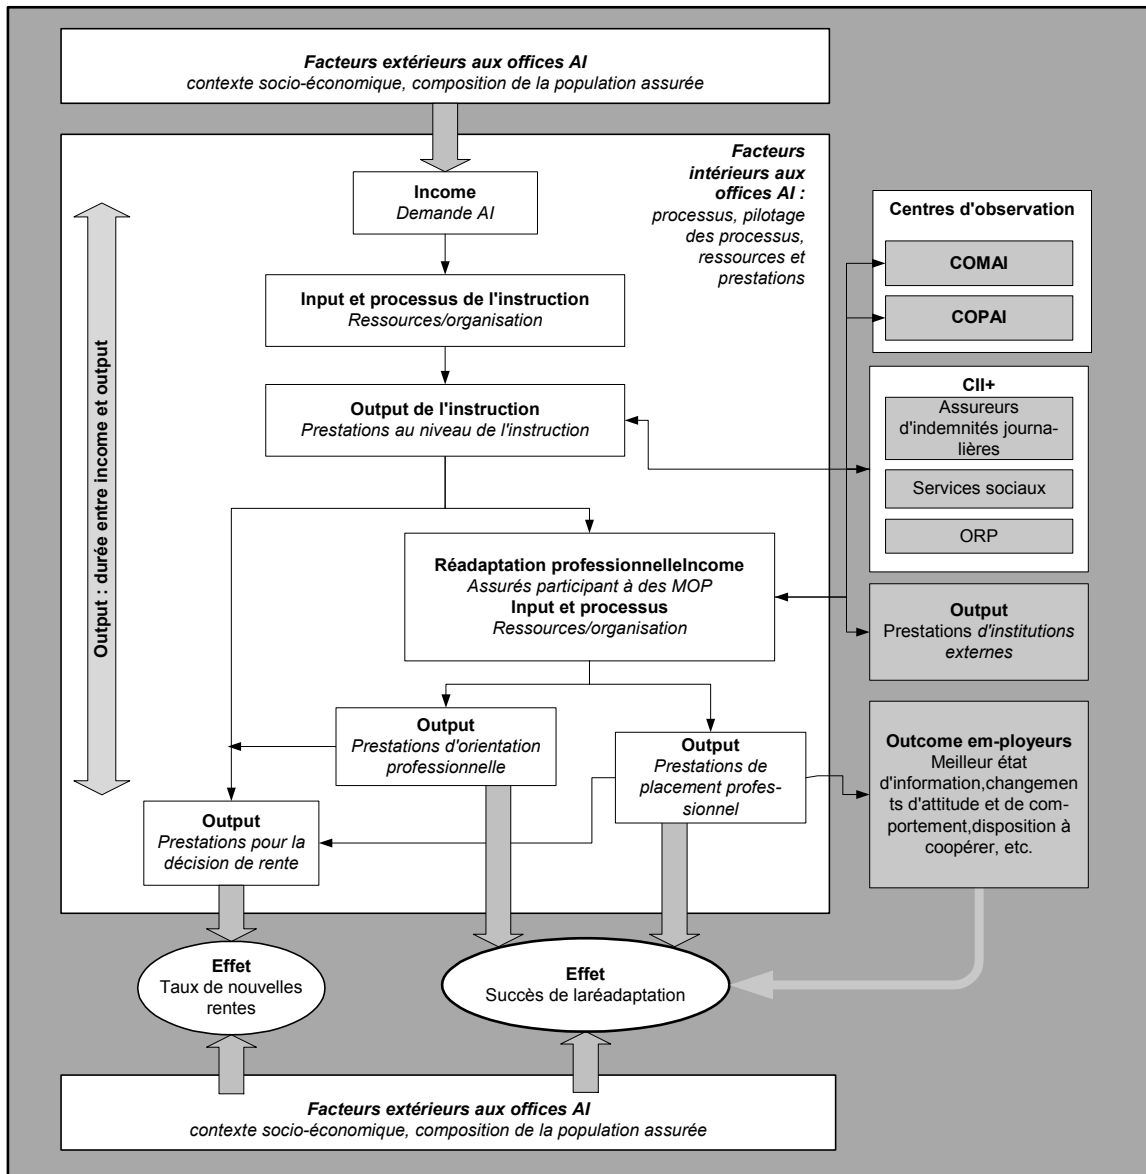 Facteurs extérieurs aux offices AI
contexte socio-économique, composition de la population assurée
Facteurs
intérieurs aux
offices AI :
processus, pilotage
des processus,
ressources et
prestations
Income
Demande AI
Input et processus de l'instruction
Ressources/organisation
Output de l'instruction
Prestations au niveau de l'instruction
Output : durée entre income et output
Réadaptation professionnelleIncome
Assurés participant à des MOP
Input et processus
Ressources/organisation
Output
Prestations d'orientation
professionnelle
Output
Prestations de
placement profes-
sionnel
Output
Prestations pour la
décision de rente
Centres d'observation
COMAI
COPAI
CII+
Assureurs
d'indemnités journa-
lières
Services sociaux
ORP
Output
Prestations d'institutions
externes
Outcome em-ployeurs
Meilleur état
d'information,changemen
ts d'attitude et de com-
portement,disposition à
coopérer, etc.
Effet
Taux de nouvelles
rentes
Effet
Succès de laréadaptation
Facteurs extérieurs aux offices AI
contexte socio-économique, composition de la population assurée